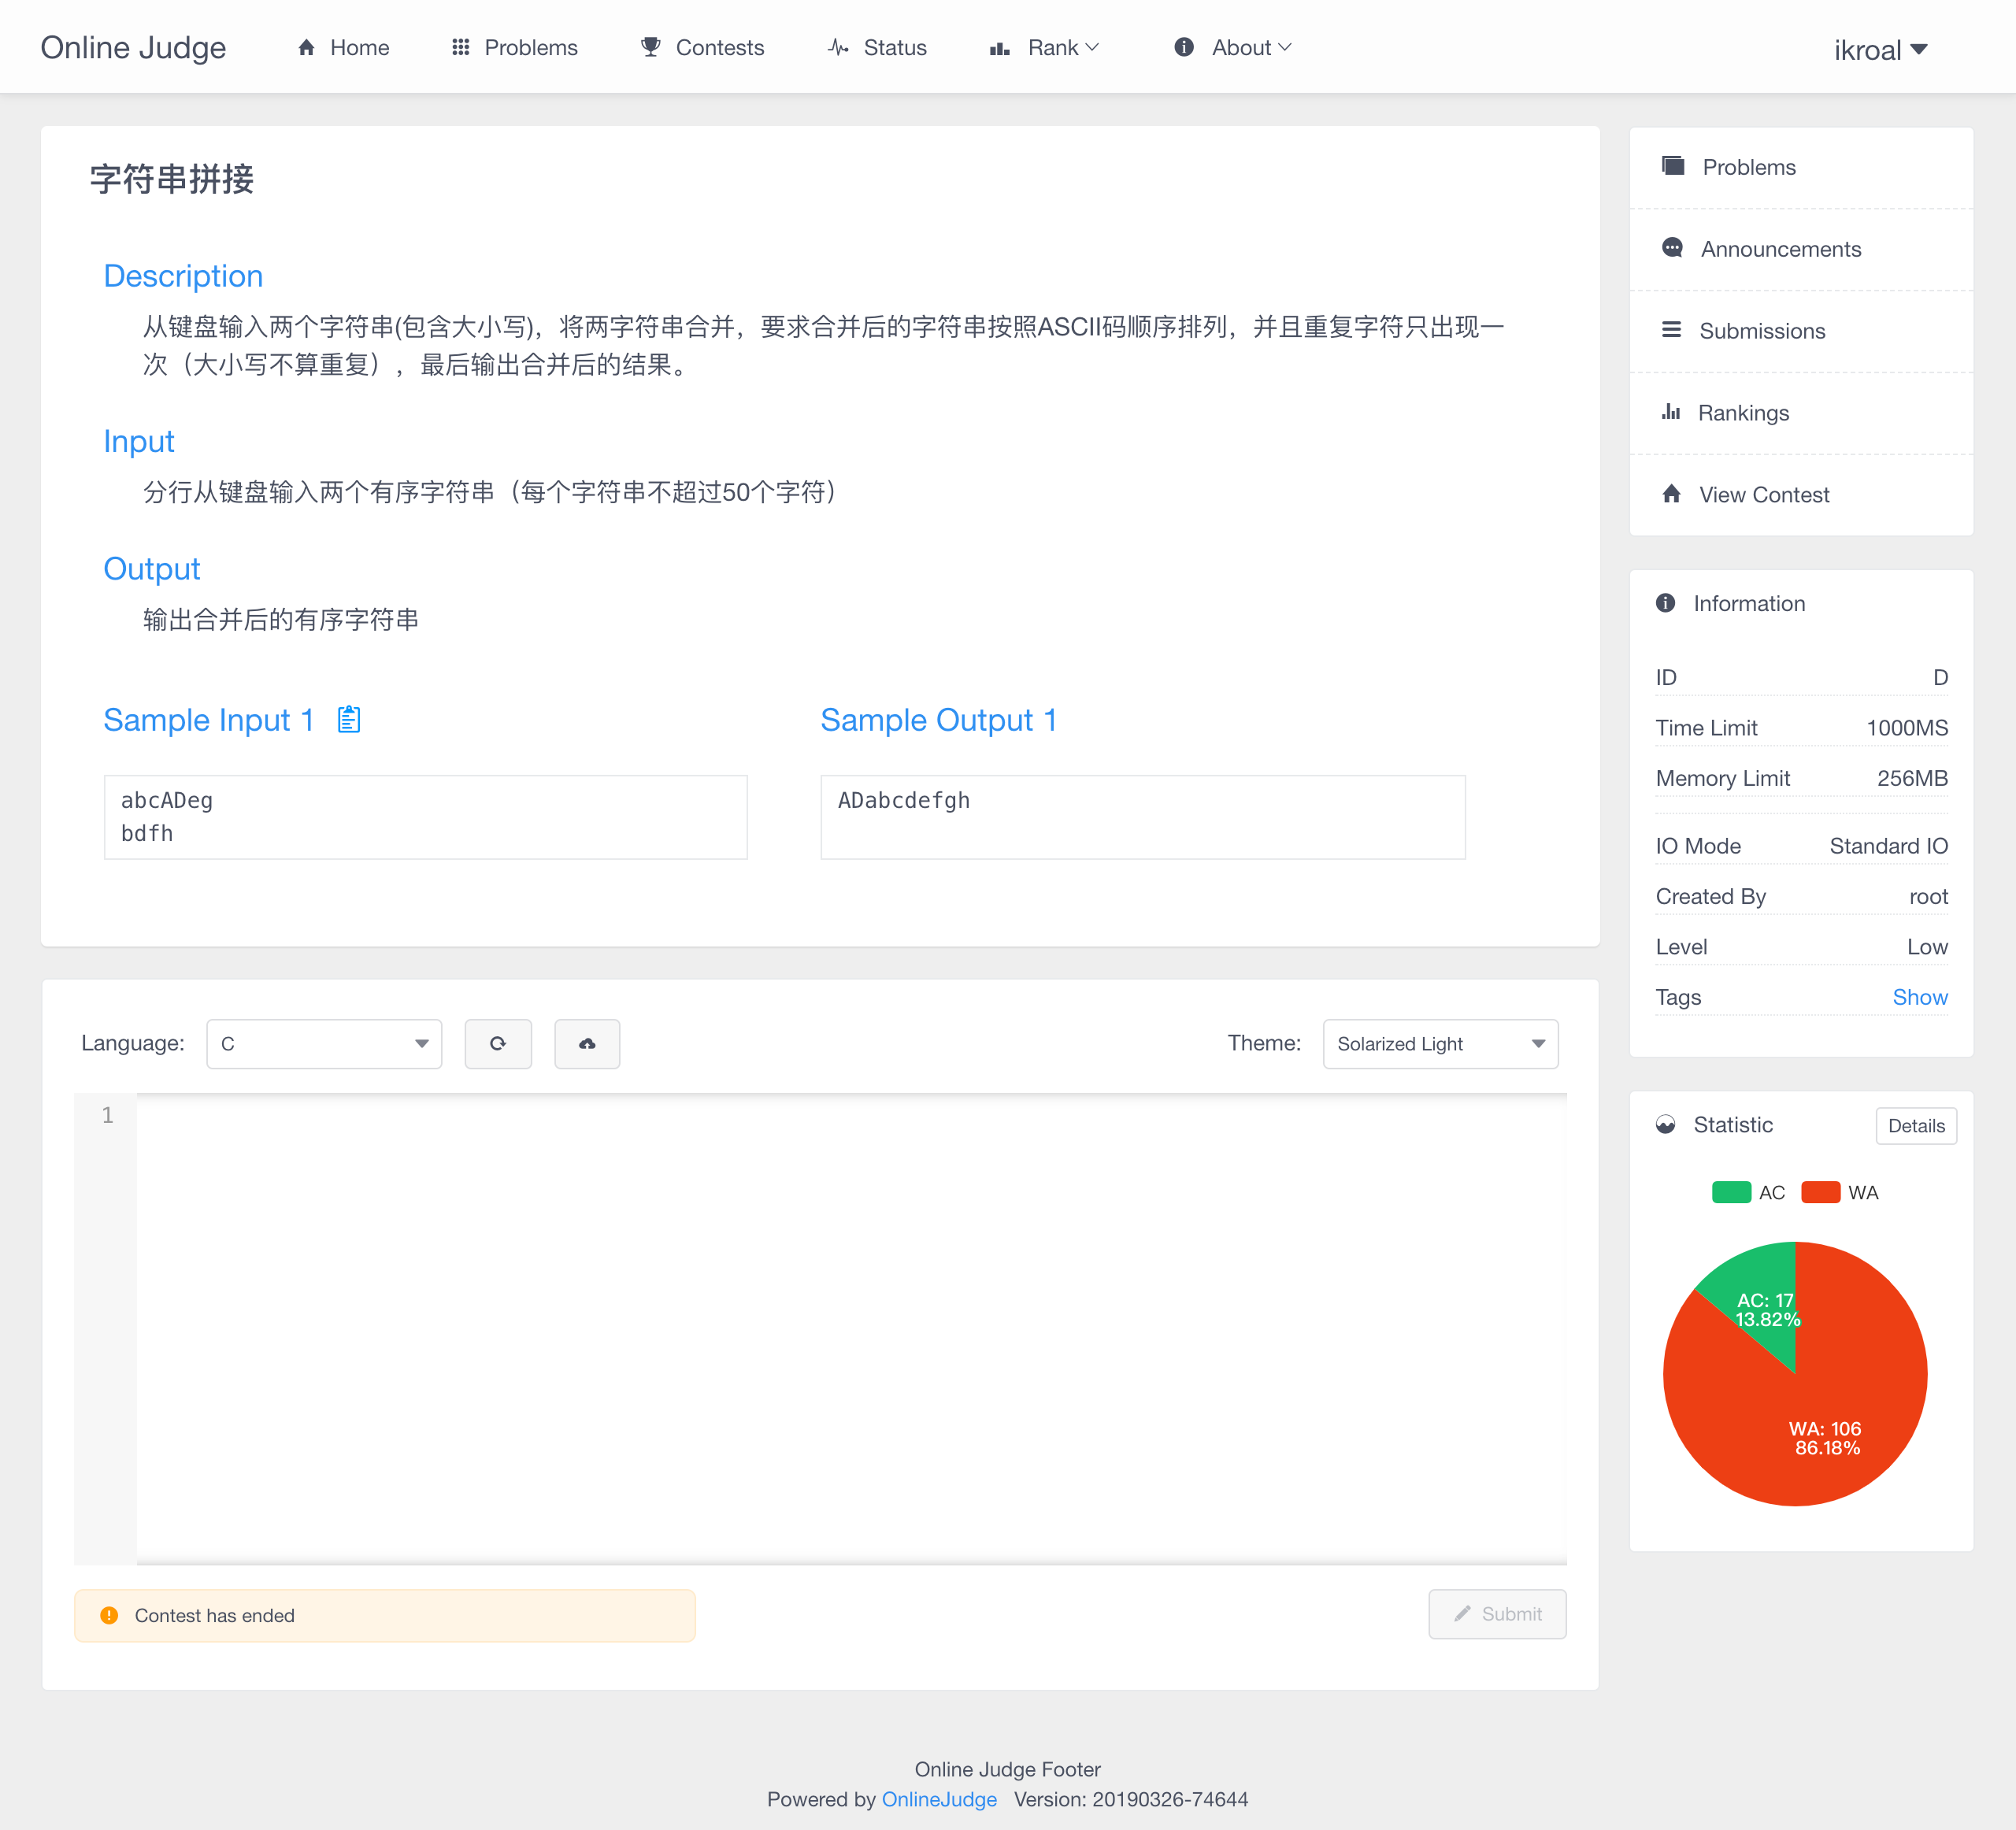 Online Judge
Home
Problems
Contests
Status
Rank
About
ikroal
字符串拼接
Description
从键盘输入两个字符串(包含大小写)，将两字符串合并，要求合并后的字符串按照ASCII码顺序排列，并且重复字符只出现一
次（大小写不算重复），最后输出合并后的结果。
Input
分行从键盘输入两个有序字符串（每个字符串不超过50个字符）
Output
输出合并后的有序字符串
Sample Input 1
abcADeg
bdfh
Sample Output 1
ADabcdefgh
Language:
C
Theme:
Solarized Light
1
Contest has ended
Submit
Problems
Announcements
Submissions
Rankings
View Contest
Information
ID D
Time Limit 1000MS
Memory Limit 256MB
IO Mode Standard IO
Created By root
Level Low
Tags Show
Statistic
Details
AC WA
AC: 17
13.82%
WA: 106
86.18%
Online Judge Footer
Powered by OnlineJudge Version: 20190326-74644